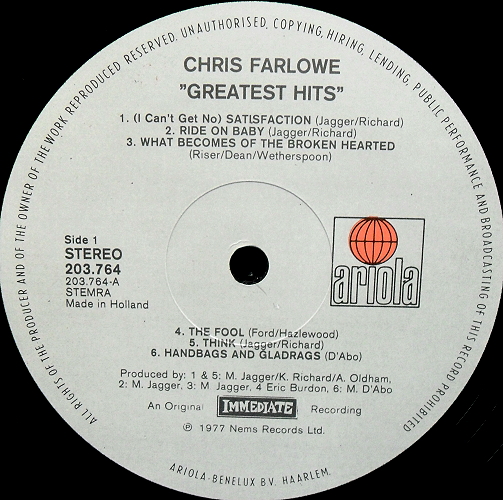 ALL RIGHTS OF THE PRODUCER AND OF THE OWNER OF THE WORK REPRODUCED RESERVED. UNAUTHORISED, COPYING, HIRING, LENDING, PUBLIC PERFORMANCE AND BROADCASTING OF THIS RECORD PROHIBITED
CHRIS FARLOWE
"GREATEST HITS"
1. (I Can't Get No) SATISFACTION (Jagger/Richard)
2. RIDE ON BABY (Jagger/Richard)
3. WHAT BECOMES OF THE BROKEN HEARTED
(Riser/Dean/Wetherspoon)
Side 1
STEREO
203.764
203.764-A
STEMRA
Made in Holland
ariola
4. THE FOOL (Ford/Hazlewood)
5. THINK (Jagger/Richard)
6. HANDBAGS AND GLADRAGS (D'Abo)
Produced by: 1 & 5: M. Jagger/K. Richard/A. Oldham,
2: M. Jagger, 3: M Jagger, 4 Eric Burdon, 6: M. D'Abo
An Original IMMEDIATE Recording
℗ 1977 Nems Records Ltd.
ARIOLA-BENELUX B.V. HAARLEM.